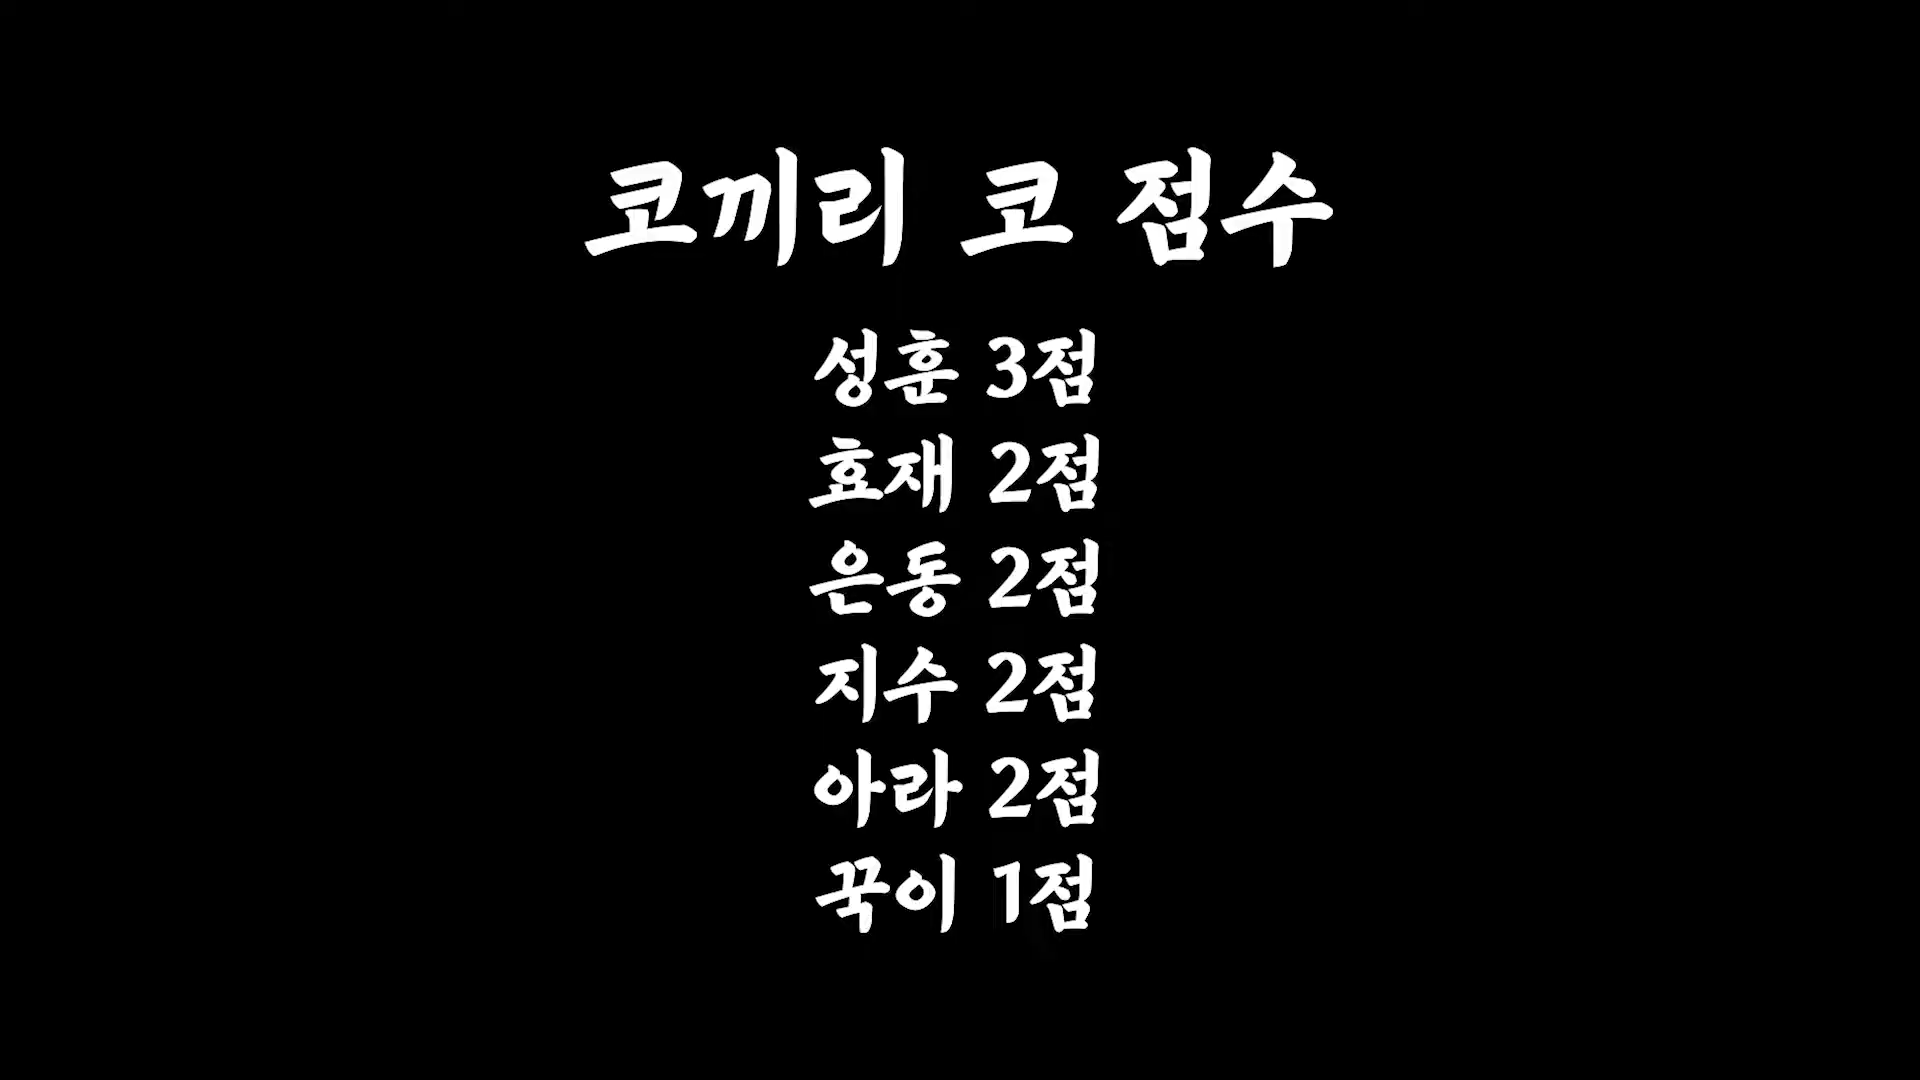 코끼리 코 점수
성훈 3점
효재 2점
은동 2점
지수 2점
아라 2점
꾹이 1점